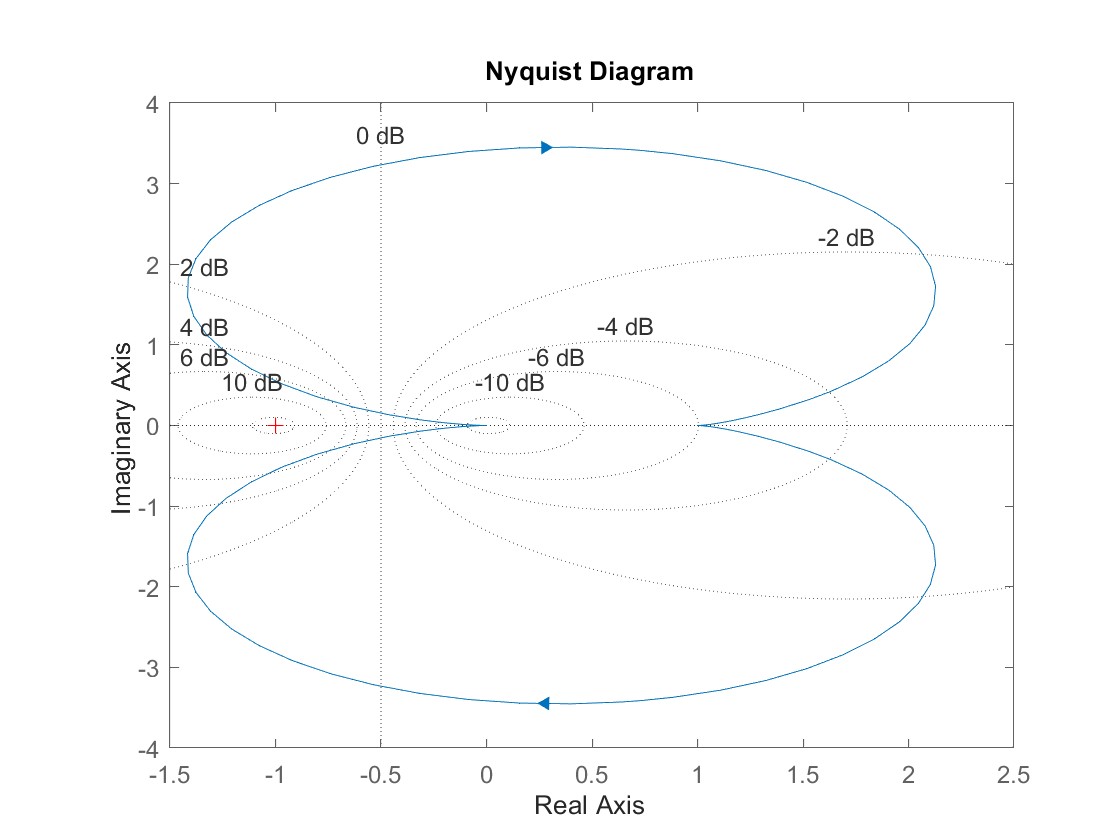 Nyquist Diagram
4
0 dB
3
-2 dB
2
2 dB
4 dB
-4 dB
1
6 dB
-6 dB
10 dB
-10 dB
Imaginary Axis
0
-1
-2
-3
-4
-1.5
-1
-0.5
0
0.5
1
1.5
2
2.5
Real Axis